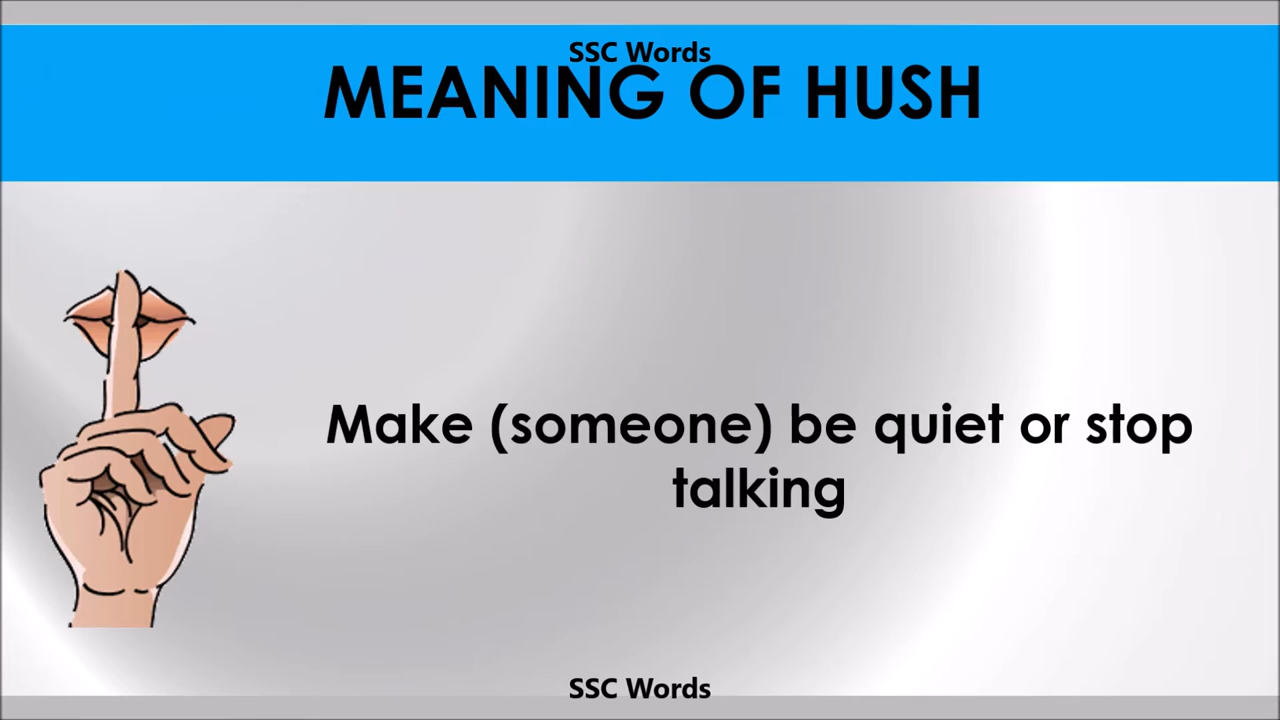 SSC Words
MEANING OF HUSH
Make (someone) be quiet or stop
talking
SSC Words